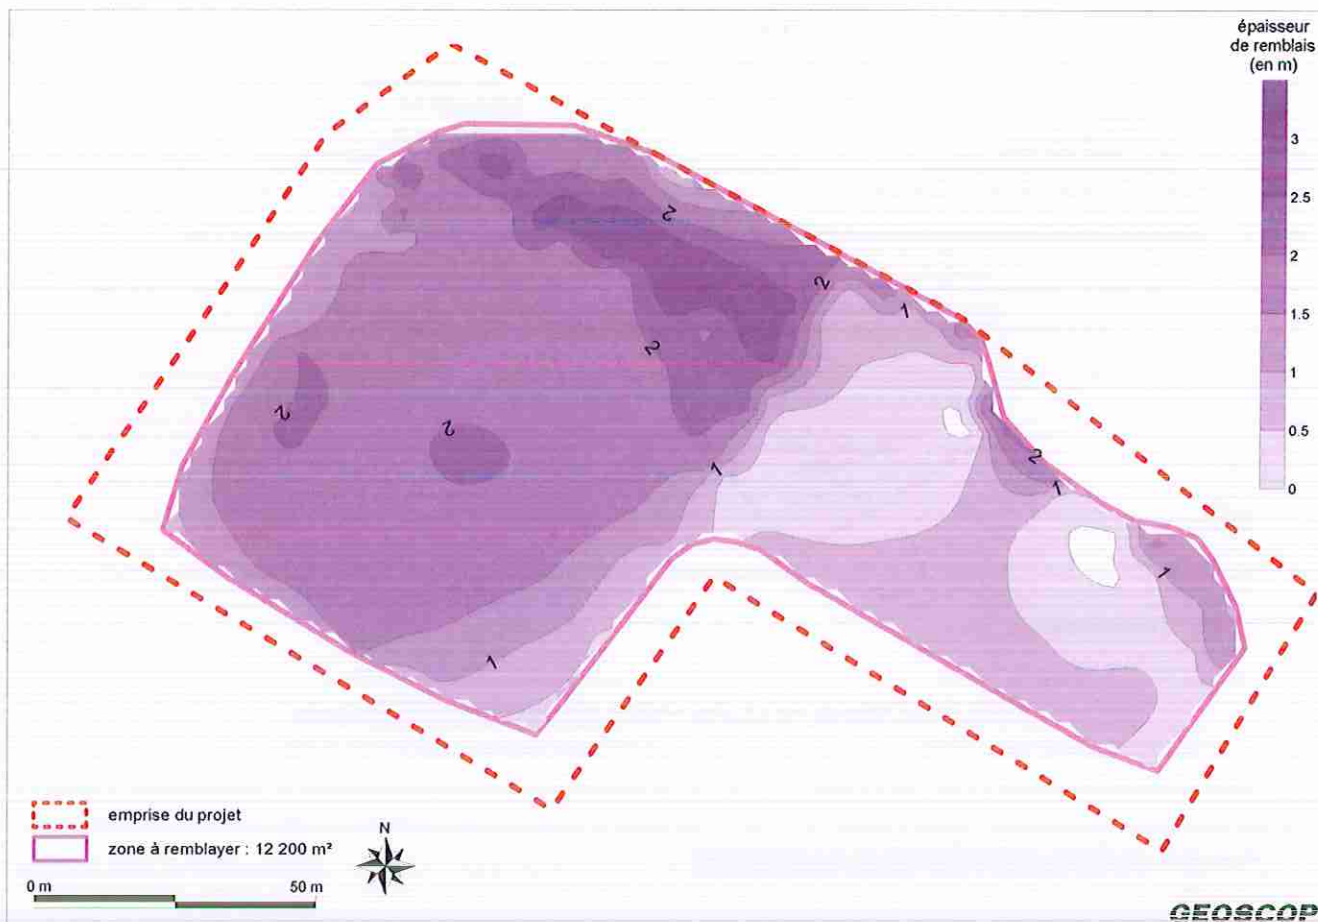 épaisseur
de remblais
(en m)
3
2.5
2
1.5
1
0.5
0
2
2
1
2
2
2
1
2
1
1
1
emprise du projet
zone à remblayer : 12 200 m²
N
0 m 50 m
GEOSCOP